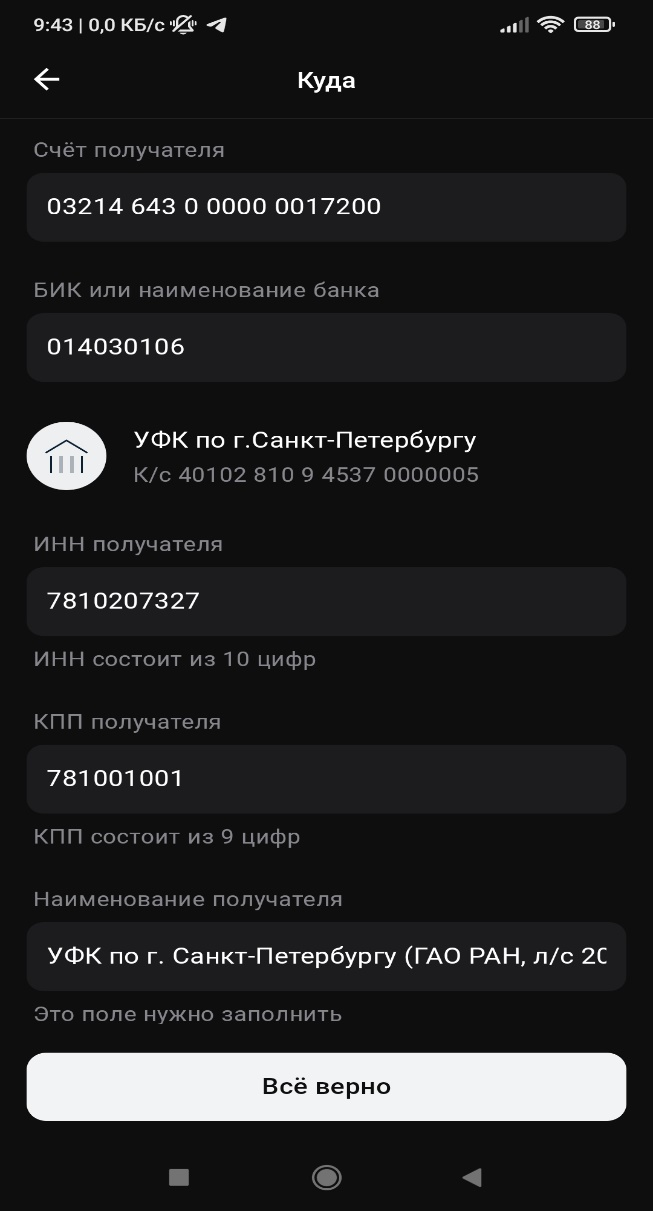 9:43 | 0,0 КБ/с
88
Куда
Счёт получателя
03214 643 0 0000 0017200
БИК или наименование банка
014030106
УФК по г.Санкт-Петербургу
К/с 40102 810 9 4537 0000005
ИНН получателя
7810207327
ИНН состоит из 10 цифр
КПП получателя
781001001
КПП состоит из 9 цифр
Наименование получателя
УФК по г. Санкт-Петербургу (ГАО РАН, л/с 20
Это поле нужно заполнить
Всё верно